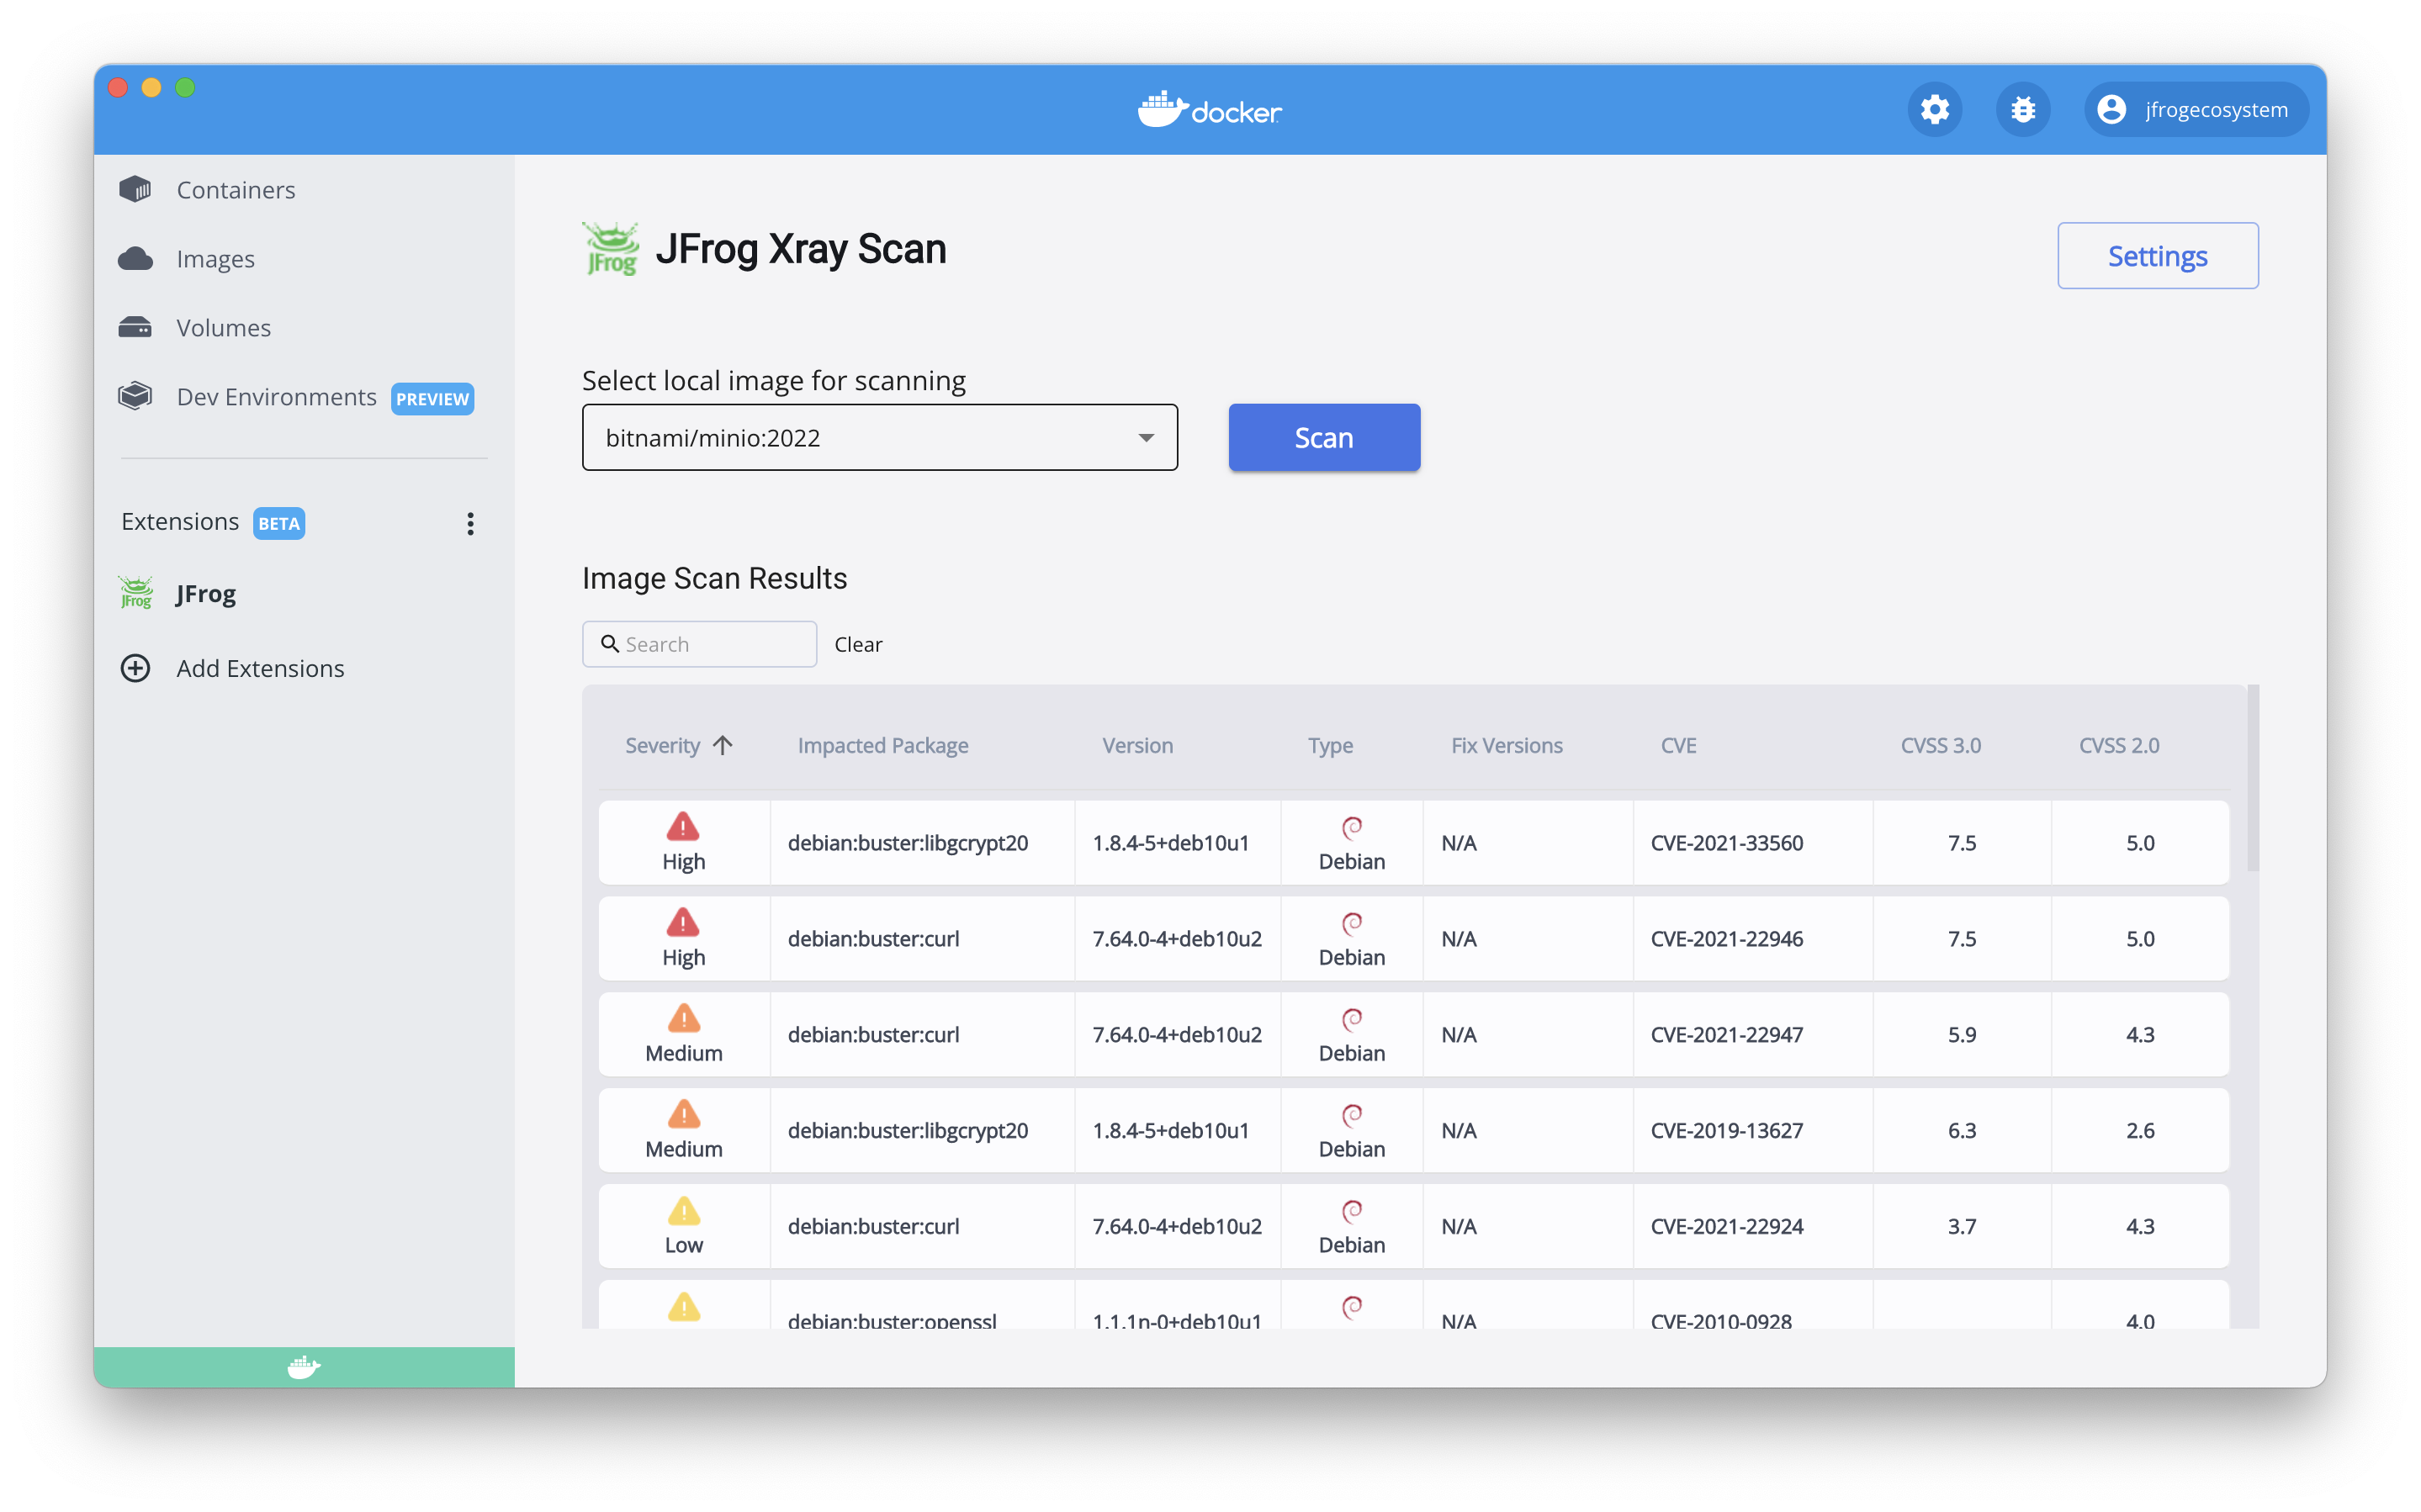 docker
jfrogecosystem
Containers
Images
Volumes
Dev Environments PREVIEW
Extensions BETA
JFrog
JFrog
Add Extensions
JFrog
JFrog Xray Scan
Settings
Select local image for scanning
bitnami/minio:2022
Scan
Image Scan Results
Search
Clear
Severity Impacted Package Version Type Fix Versions CVE CVSS 3.0 CVSS 2.0
High debian:buster:libgcrypt20 1.8.4-5+deb10u1 Debian N/A CVE-2021-33560 7.5 5.0
High debian:buster:curl 7.64.0-4+deb10u2 Debian N/A CVE-2021-22946 7.5 5.0
Medium debian:buster:curl 7.64.0-4+deb10u2 Debian N/A CVE-2021-22947 5.9 4.3
Medium debian:buster:libgcrypt20 1.8.4-5+deb10u1 Debian N/A CVE-2019-13627 6.3 2.6
Low debian:buster:curl 7.64.0-4+deb10u2 Debian N/A CVE-2021-22924 3.7 4.3
debian:buster:openssl 1.1.1n-0+deb10u1 N/A CVE-2010-0928 4.0